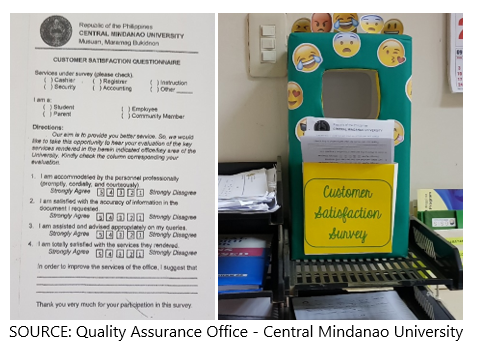 Republic of the Philippines
CENTRAL MINDANAO UNIVERSITY
Musuan, Maramag Bukidnon
CUSTOMER SATISFACTION QUESTIONNAIRE
Services under survey (please check).
( ) Cashier ( ) Registrar ( ) Instruction
( ) Security ( ) Accounting ( ) Other
I am a:
( ) Student ( ) Employee
( ) Parent ( ) Community Member
Directions:
Our aim is to provide you better service. So, we would
like to take this opportunity to hear your evaluation of the key
services rendered in the herein indicated office/key area of the
University. Kindly check the column corresponding your
evaluation.
1. I am accommodated by the personnel professionally
(promptly, cordially, and courteously)
Strongly Agree 5 4 3 2 1 Strongly Disagree
2. I am satisfied with the accuracy of information in the
document I requested
Strongly Agree 5 4 3 2 1 Strongly Disagree
3. I am assisted and advised appropriately on my queries.
Strongly Agree 5 4 3 2 1 Strongly Disagree
4. I am totally satisfied with the services they rendered.
Strongly Agree 5 4 3 2 1 Strongly Disagree
In order to improve the services of the office, I suggest that
Thank you very much for your participation in this survey.
Customer
Satisfaction
Survey
SOURCE: Quality Assurance Office - Central Mindanao University